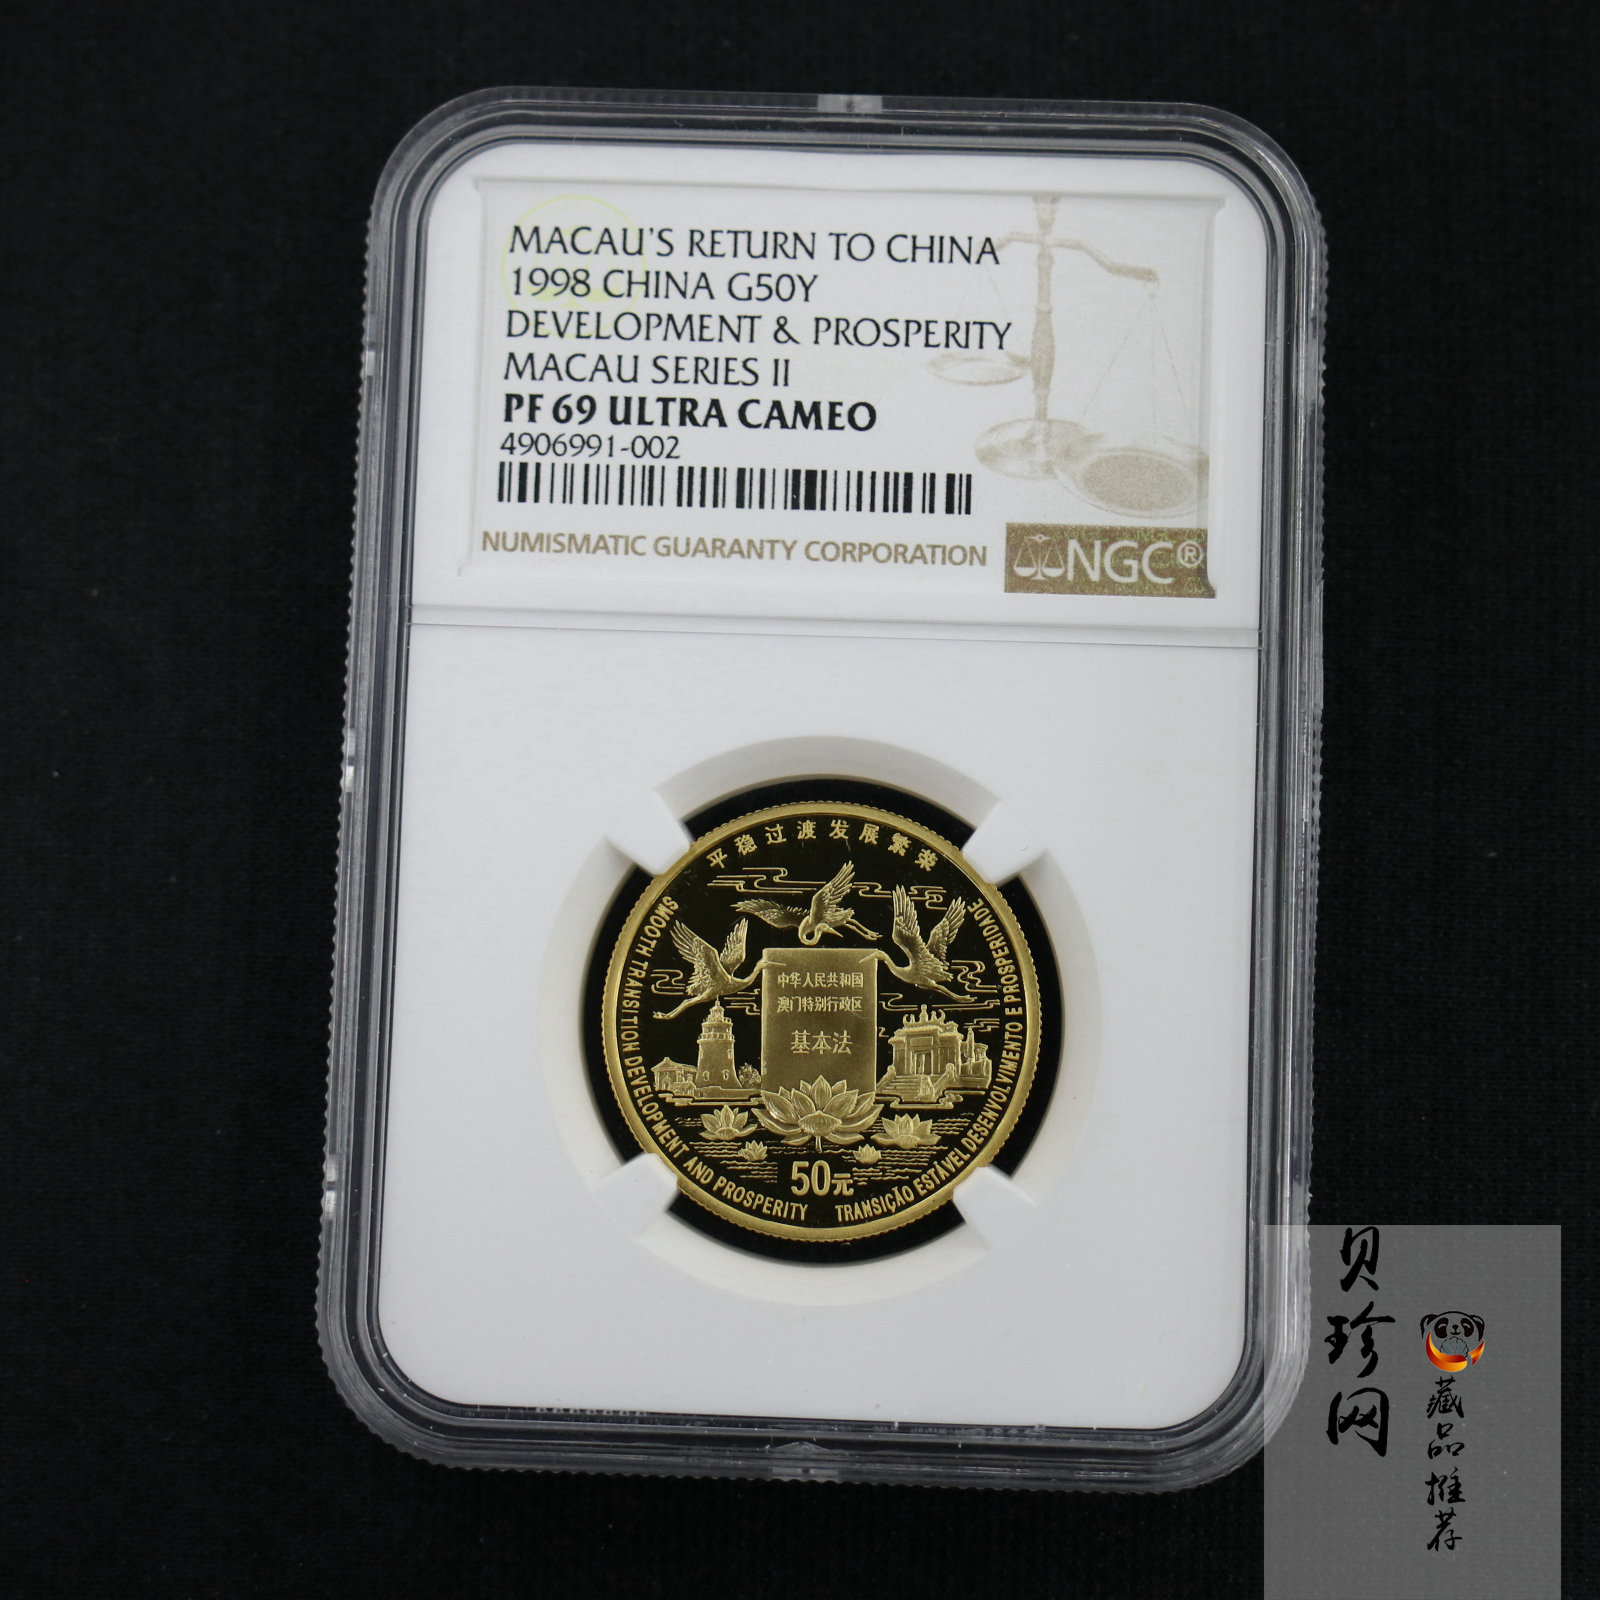 MACAU'S RETURN TO CHINA
1998 CHINA G50Y
DEVELOPMENT & PROSPERITY
MACAU SERIES II
PF 69 ULTRA CAMEO
4906991-002
NUMISMATIC GUARANTY CORPORATION
NGC®
平稳过渡发展繁荣
SMOOTH TRANSITION DEVELOPMENT AND PROSPERITY
TRANSIÇÃO ESTÁVEL DESENVOLVIMENTO E PROSPERIDADE
中华人民共和国
澳门特别行政区
基本法
50元
贝珍网
藏品推荐